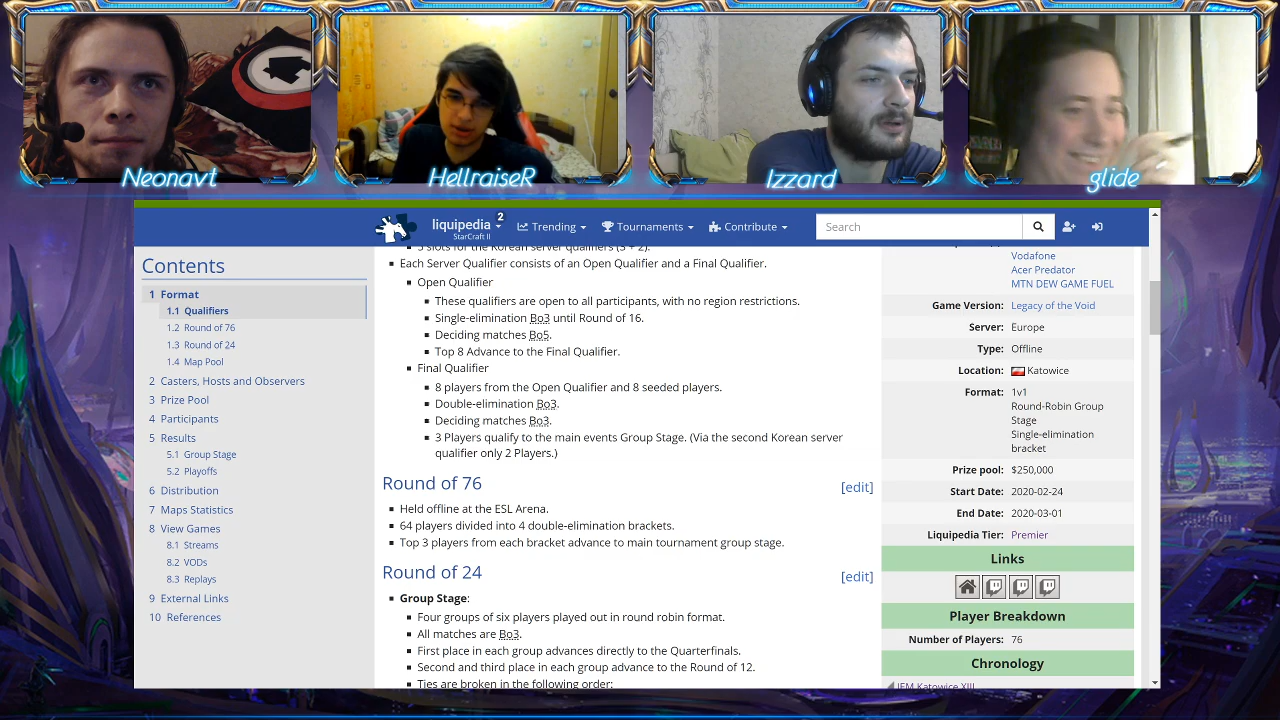 Neonavt
HellraiseR
Izzard
glide
liquipedia 2
StarCraft II
Trending
Tournaments
Contribute
Search
Contents
1 Format
1.1 Qualifiers
1.2 Round of 76
1.3 Round of 24
1.4 Map Pool
2 Casters, Hosts and Observers
3 Prize Pool
4 Participants
5 Results
5.1 Group Stage
5.2 Playoffs
6 Distribution
7 Maps Statistics
8 View Games
8.1 Streams
8.2 VODs
8.3 Replays
9 External Links
10 References
slots for the Korean server qualifiers (3 + 2).
Each Server Qualifier consists of an Open Qualifier and a Final Qualifier.
Open Qualifier
These qualifiers are open to all participants, with no region restrictions.
Single-elimination Bo3 until Round of 16.
Deciding matches Bo5.
Top 8 Advance to the Final Qualifier.
Final Qualifier
8 players from the Open Qualifier and 8 seeded players.
Double-elimination Bo3.
Deciding matches Bo3.
3 Players qualify to the main events Group Stage. (Via the second Korean server
qualifier only 2 Players.)
Round of 76 [edit]
Held offline at the ESL Arena.
64 players divided into 4 double-elimination brackets.
Top 3 players from each bracket advance to main tournament group stage.
Round of 24 [edit]
Group Stage:
Four groups of six players played out in round robin format.
All matches are Bo3.
First place in each group advances directly to the Quarterfinals.
Second and third place in each group advance to the Round of 12.
Ties are broken in the following order:
Vodafone
Acer Predator
MTN DEW GAME FUEL
Game Version: Legacy of the Void
Server: Europe
Type: Offline
Location: Katowice
Format: 1v1
Round-Robin Group
Stage
Single-elimination
bracket
Prize pool: $250,000
Start Date: 2020-02-24
End Date: 2020-03-01
Liquipedia Tier: Premier
Links
Player Breakdown
Number of Players: 76
Chronology
IEM Katowice XIII